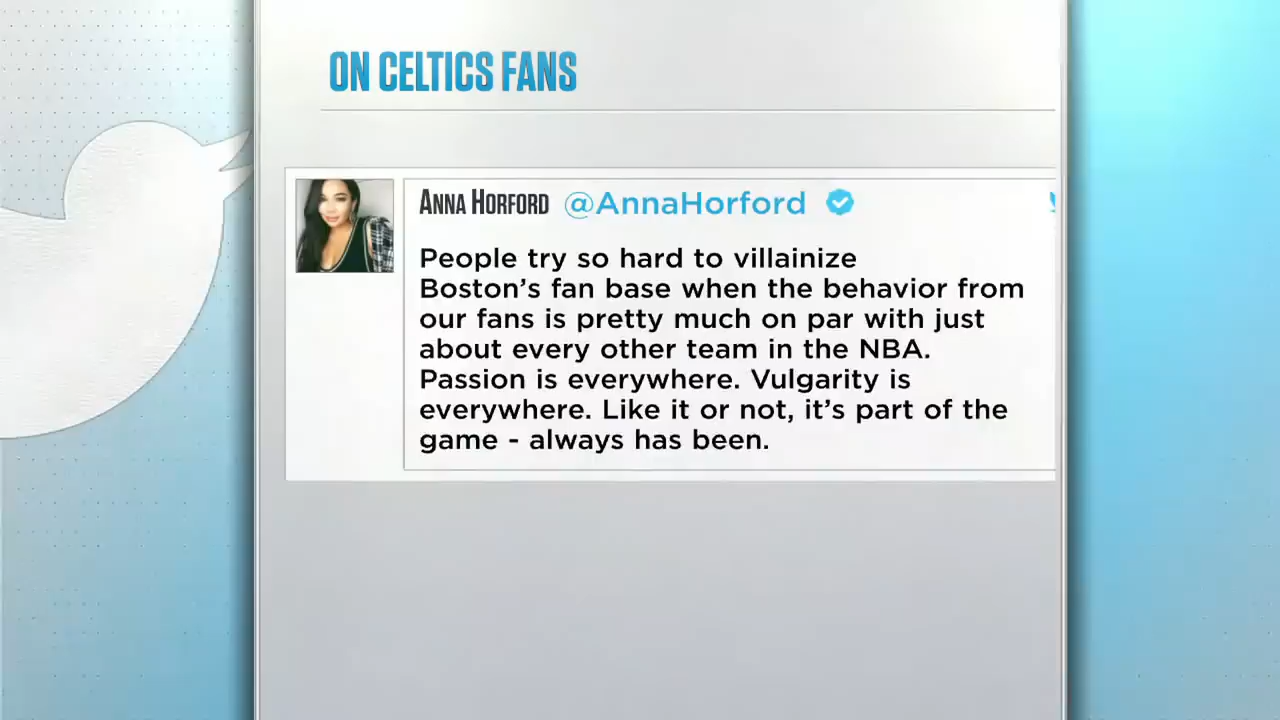 ON CELTICS FANS
ANNA HORFORD @AnnaHorford
People try so hard to villainize
Boston’s fan base when the behavior from
our fans is pretty much on par with just
about every other team in the NBA.
Passion is everywhere. Vulgarity is
everywhere. Like it or not, it’s part of the
game - always has been.